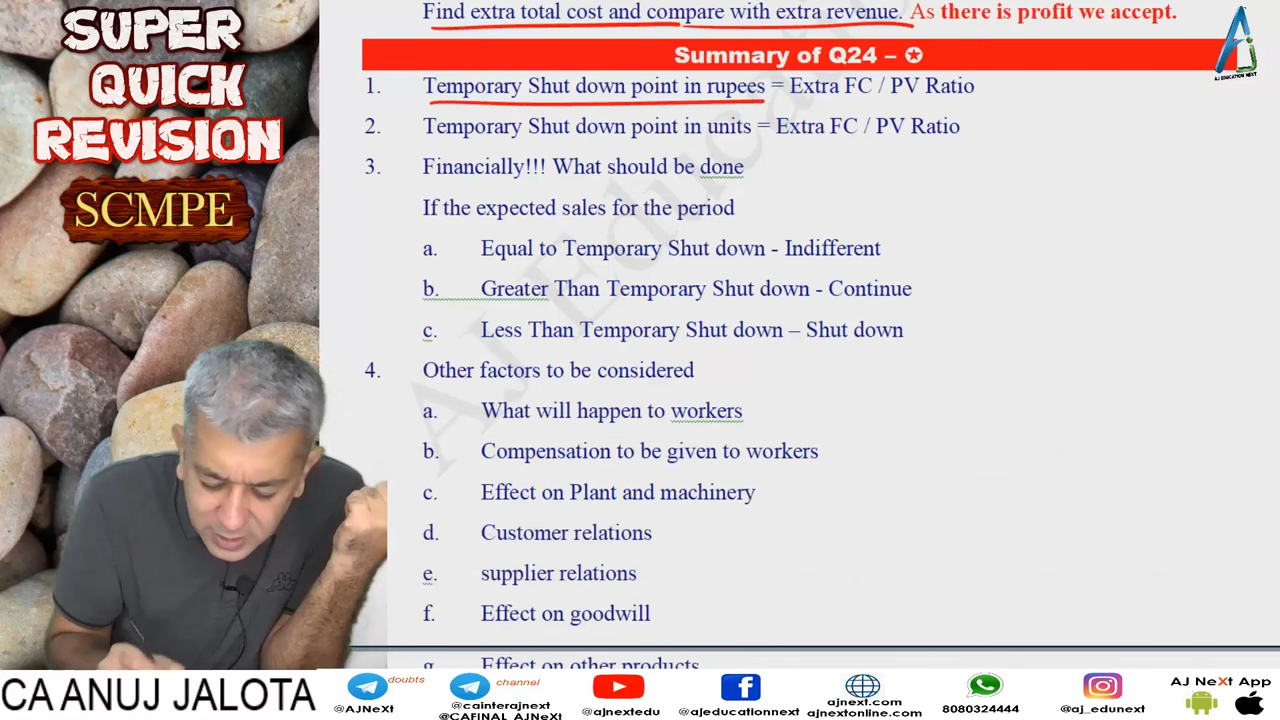 SUPER
QUICK
REVISION
SCMPE
Find extra total cost and compare with extra revenue. As there is profit we accept.
Summary of Q24 – ✪
1. Temporary Shut down point in rupees = Extra FC / PV Ratio
2. Temporary Shut down point in units = Extra FC / PV Ratio
3. Financially!!! What should be done
If the expected sales for the period
a. Equal to Temporary Shut down - Indifferent
b. Greater Than Temporary Shut down - Continue
c. Less Than Temporary Shut down – Shut down
4. Other factors to be considered
a. What will happen to workers
b. Compensation to be given to workers
c. Effect on Plant and machinery
d. Customer relations
e. supplier relations
f. Effect on goodwill
g. Effect on other products
AJ Educa
AJ EDUCATION NEXT
CA ANUJ JALOTA
doubts
@AJNeXt
channel
@cainterajnext
@CAFINAL_AJNeXt
@ajnextedu
@ajeducationnext
ajnext.com
ajnextonline.com
8080324444
@aj_edunext
AJ NeXt App